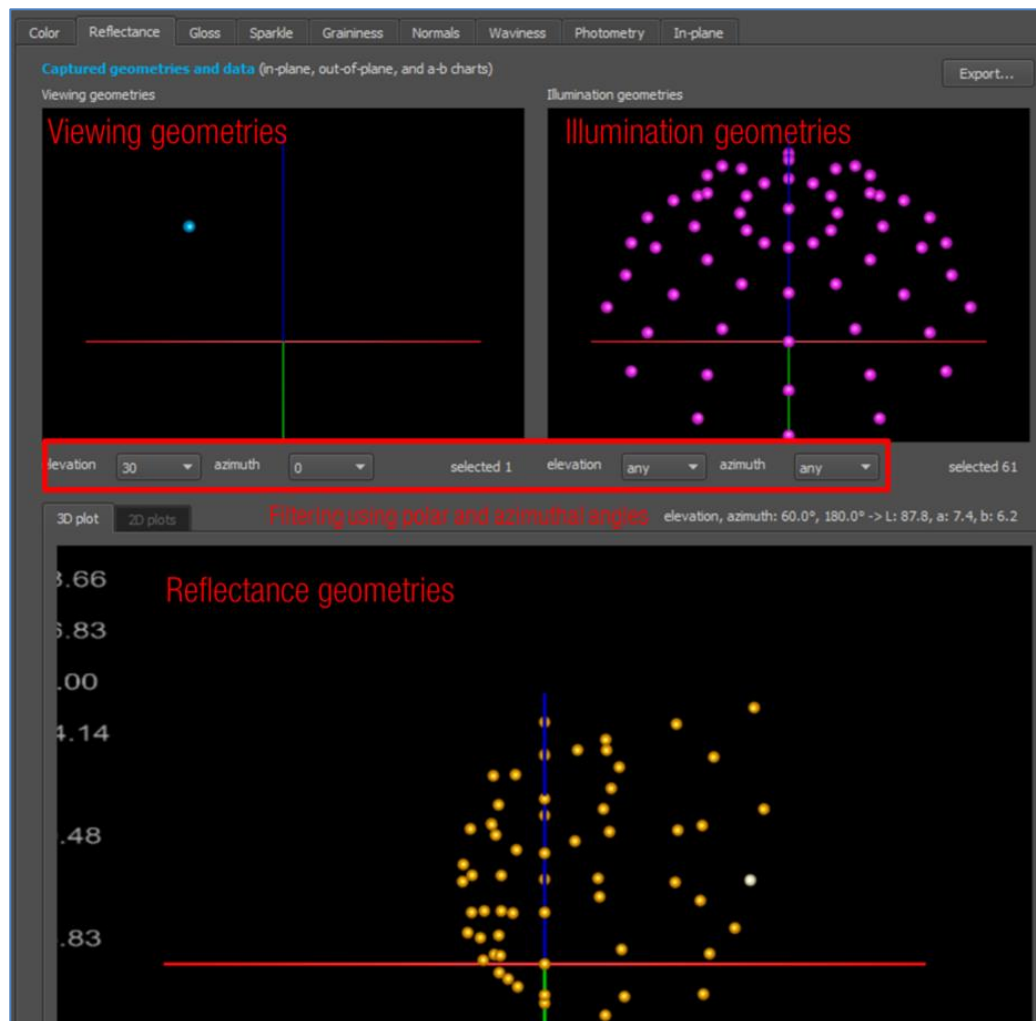 Color Reflectance Gloss Sparkle Graininess Normals Waviness Photometry In-plane
Captured geometries and data (in-plane, out-of-plane, and a-b charts)
Export...
Viewing geometries
Illumination geometries
Viewing geometries
Illumination geometries
elevation 30 azimuth 0 selected 1 elevation any azimuth any selected 61
3D plot 2D plots Filtering using polar and azimuthal angles elevation, azimuth: 60.0°, 180.0° -> L: 87.8, a: 7.4, b: 6.2
Reflectance geometries
.66
6.83
.00
4.14
.48
.83